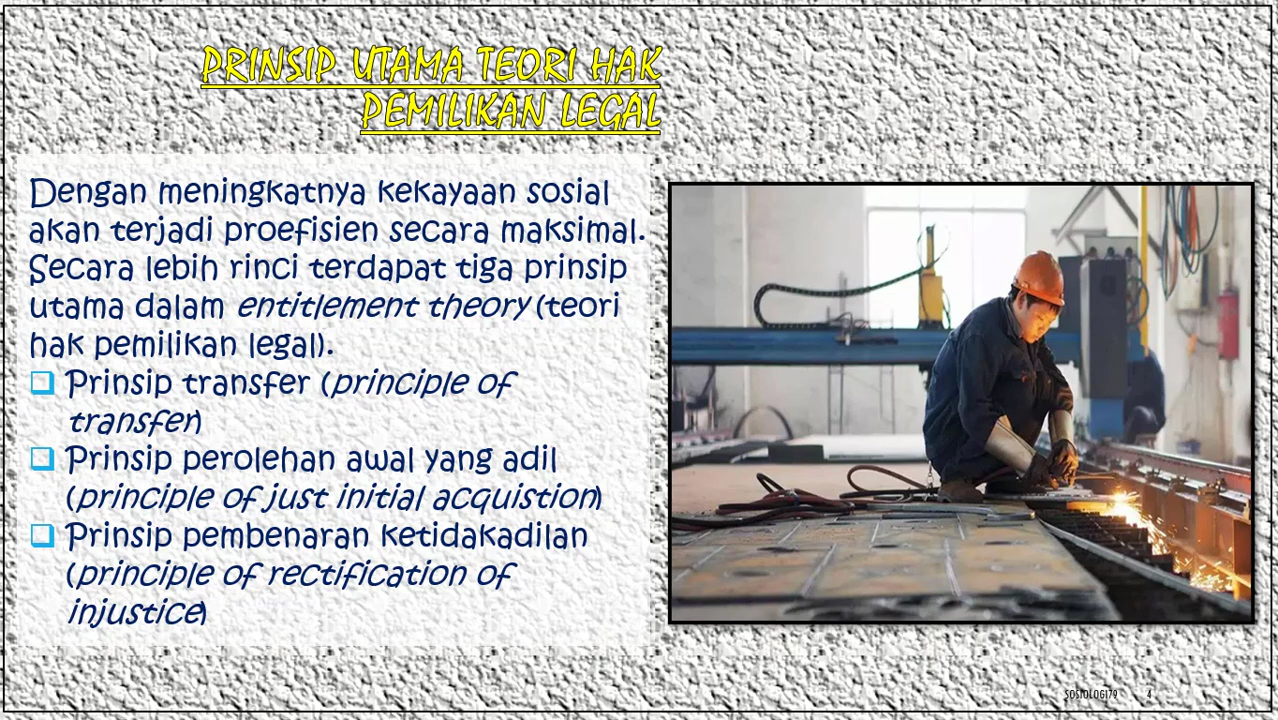 PRINSIP UTAMA TEORI HAK
PEMILIKAN LEGAL
Dengan meningkatnya kekayaan sosial
akan terjadi proefisien secara maksimal.
Secara lebih rinci terdapat tiga prinsip
utama dalam entitlement theory (teori
hak pemilikan legal).
❑ Prinsip transfer (principle of
transfer)
❑ Prinsip perolehan awal yang adil
(principle of just initial acquistion)
❑ Prinsip pembenaran ketidakadilan
(principle of rectification of
injustice)
SOSIOLOGI79 4